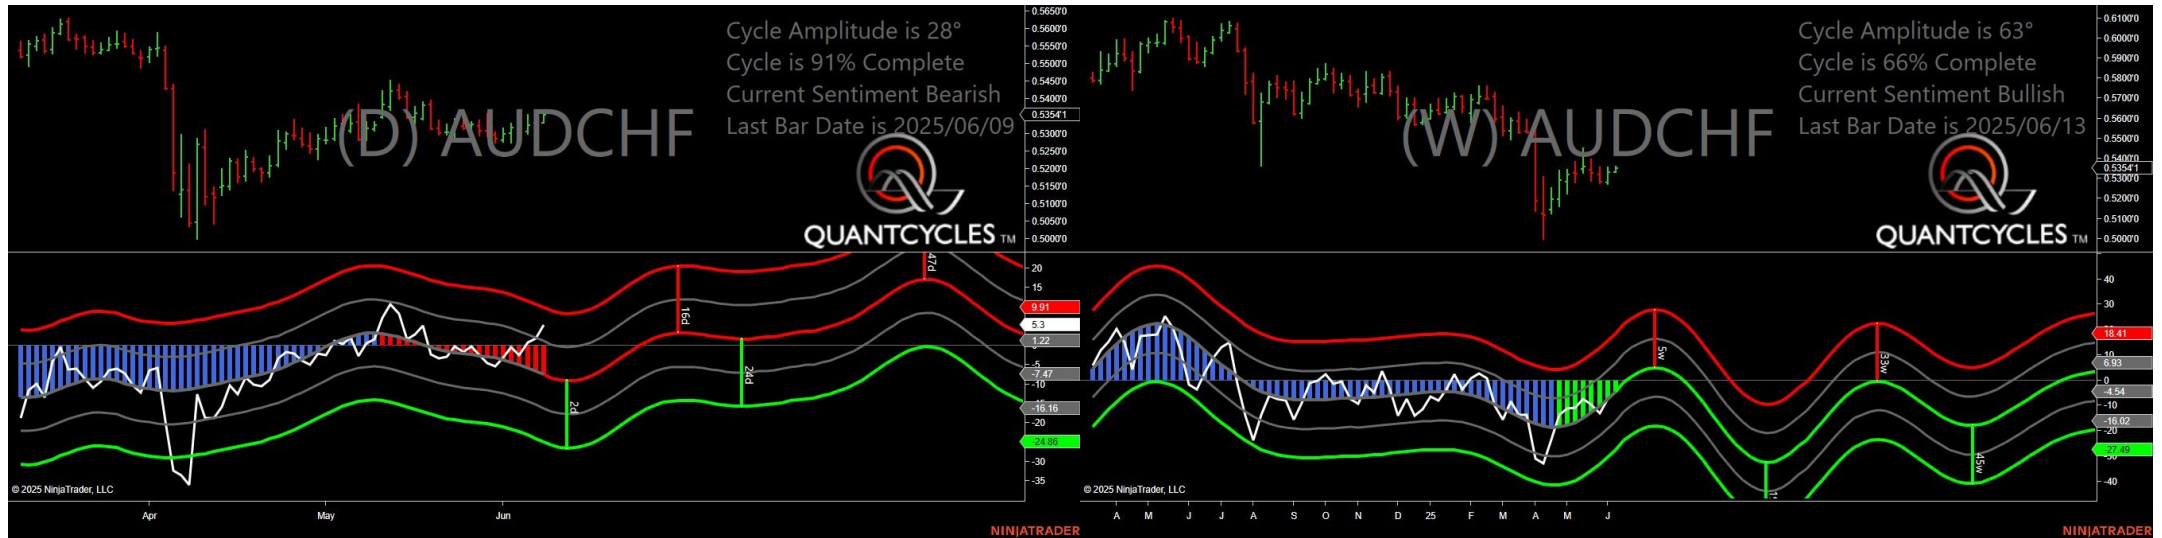 Cycle Amplitude is 28°
Cycle is 91% Complete
Current Sentiment Bearish
Last Bar Date is 2025/06/09
(D) AUDCHF
QUANTCYCLES TM
0.5650'0
0.5600'0
0.5550'0
0.5500'0
0.5450'0
0.5400'0
0.5354'1
0.5300'0
0.5250'0
0.5200'0
0.5150'0
0.5100'0
0.5050'0
0.5000'0
47d
16d
24d
2d
20
15
9.91
5.3
1.22
-5
-7.47
-10
-16.16
-20
-24.86
-30
-35
© 2025 NinjaTrader, LLC
Apr
May
Jun
NINJATRADER
Cycle Amplitude is 63°
Cycle is 66% Complete
Current Sentiment Bullish
Last Bar Date is 2025/06/13
(W) AUDCHF
QUANTCYCLES TM
0.6100'0
0.6000'0
0.5900'0
0.5800'0
0.5700'0
0.5600'0
0.5500'0
0.5400'0
0.5354'1
0.5300'0
0.5200'0
0.5100'0
0.5000'0
5w
33w
45w
40
30
18.41
10
6.93
0
-4.54
-10
-16.02
-20
-27.49
-40
© 2025 NinjaTrader, LLC
A
M
J
J
A
S
O
N
D
25
F
M
A
M
J
NINJATRADER